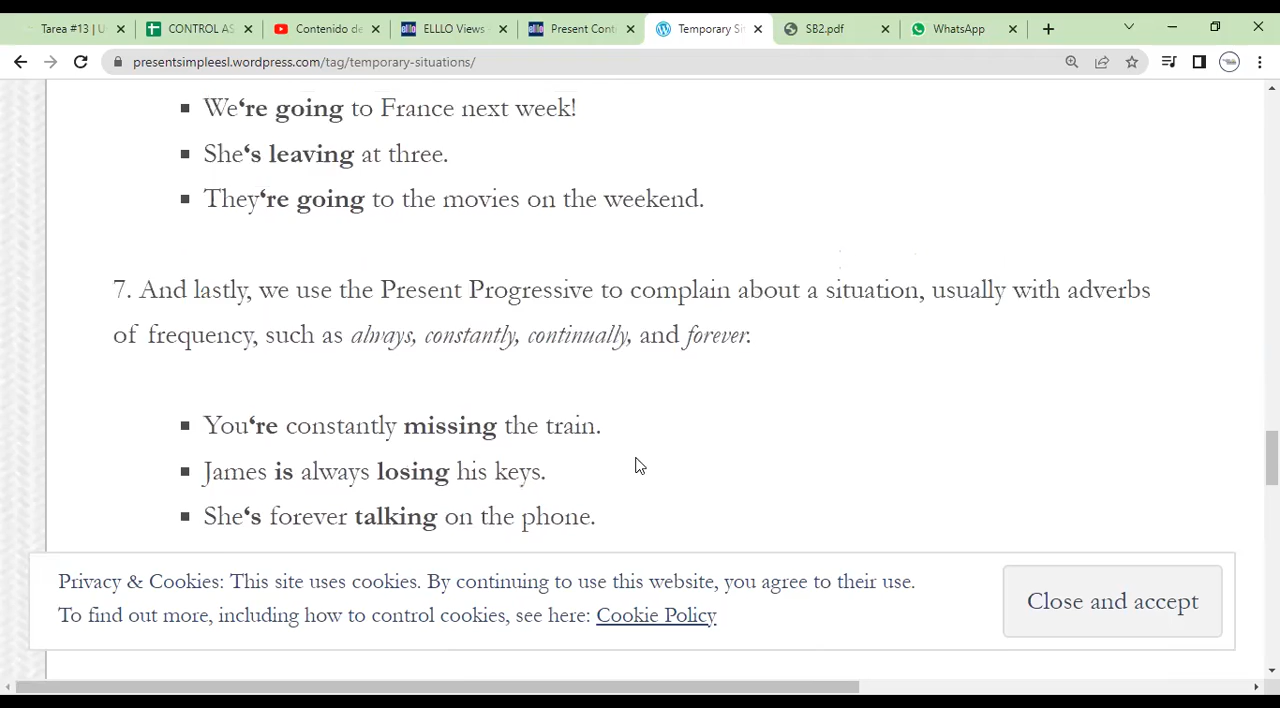 Tarea #13 | U
CONTROL AS
Contenido de
elllo ELLLO Views -
elllo Present Cont
Temporary Si
SB2.pdf
WhatsApp
presentsimpleesl.wordpress.com/tag/temporary-situations/
▪ We‘re going to France next week!
▪ She‘s leaving at three.
▪ They‘re going to the movies on the weekend.
7. And lastly, we use the Present Progressive to complain about a situation, usually with adverbs
of frequency, such as always, constantly, continually, and forever:
▪ You‘re constantly missing the train.
▪ James is always losing his keys.
▪ She‘s forever talking on the phone.
Privacy & Cookies: This site uses cookies. By continuing to use this website, you agree to their use.
To find out more, including how to control cookies, see here: Cookie Policy
Close and accept